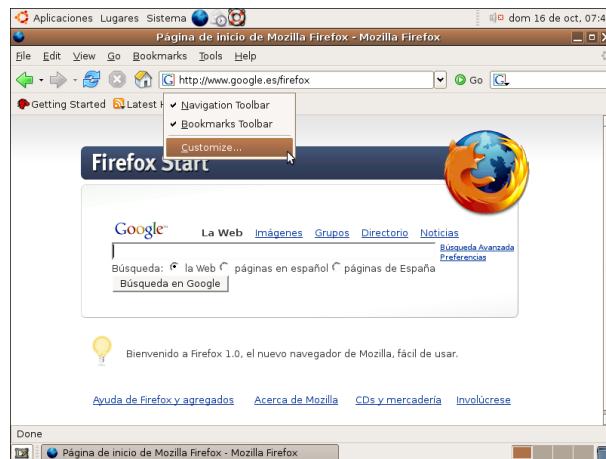 Aplicaciones Lugares Sistema dom 16 de oct, 07:4
Página de inicio de Mozilla Firefox - Mozilla Firefox
File Edit View Go Bookmarks Tools Help
G http://www.google.es/firefox Go G
Getting Started Latest
Navigation Toolbar
Bookmarks Toolbar
Customize...
Firefox Start
Google La Web Imágenes Grupos Directorio Noticias
Búsqueda Avanzada
Preferencias
Búsqueda: la Web páginas en español páginas de España
Búsqueda en Google
Bienvenido a Firefox 1.0, el nuevo navegador de Mozilla, fácil de usar.
Ayuda de Firefox y agregados Acerca de Mozilla CDs y mercadería Involúcrese
Done
Página de inicio de Mozilla Firefox - Mozilla Firefox